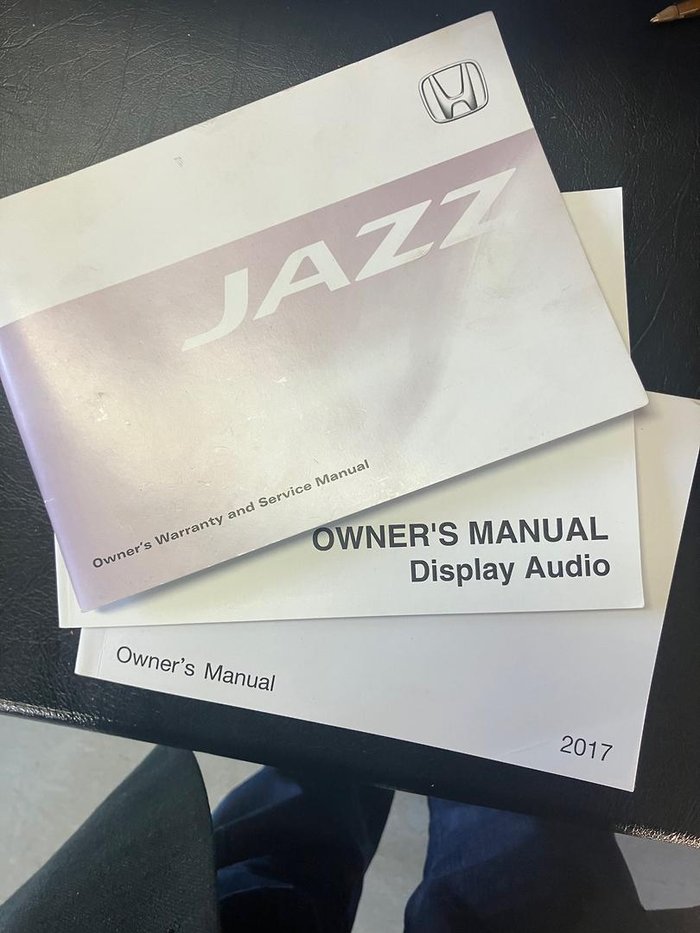 JAZZ
Owner's Warranty and Service Manual
OWNER'S MANUAL
Display Audio
Owner's Manual
2017